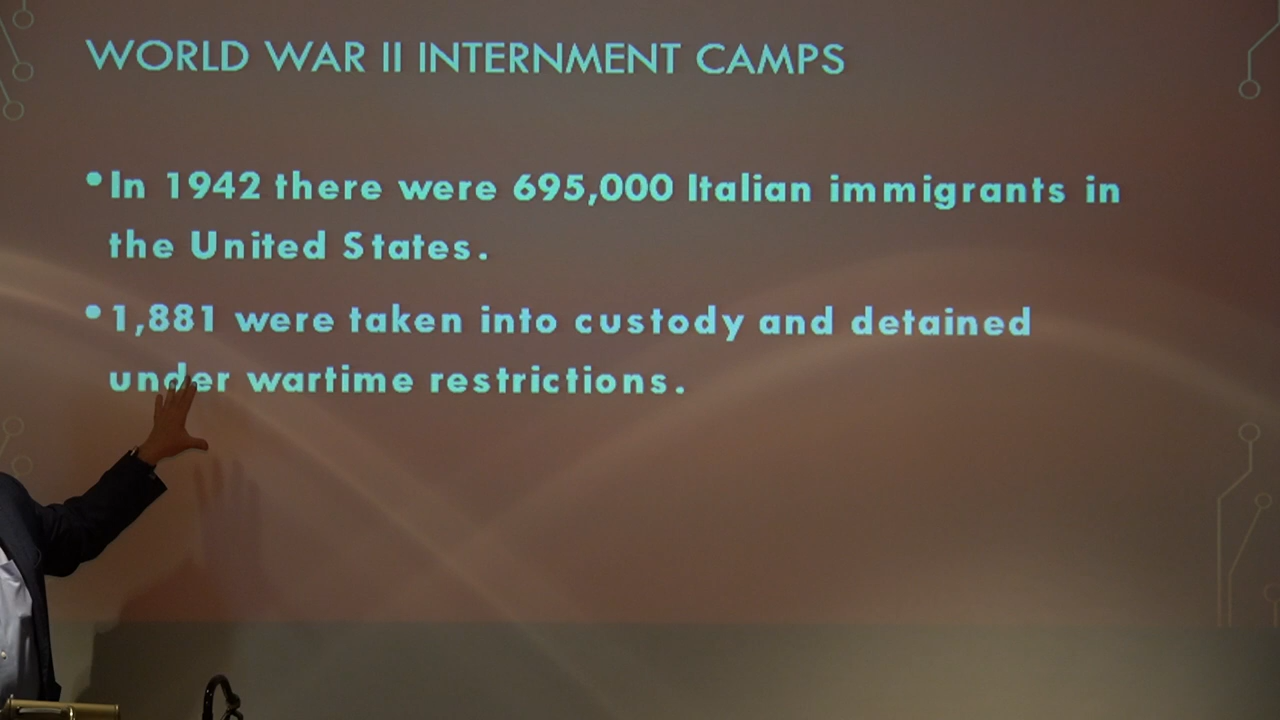 WORLD WAR II INTERNMENT CAMPS
•In 1942 there were 695,000 Italian immigrants in
the United States.
•1,881 were taken into custody and detained
under wartime restrictions.